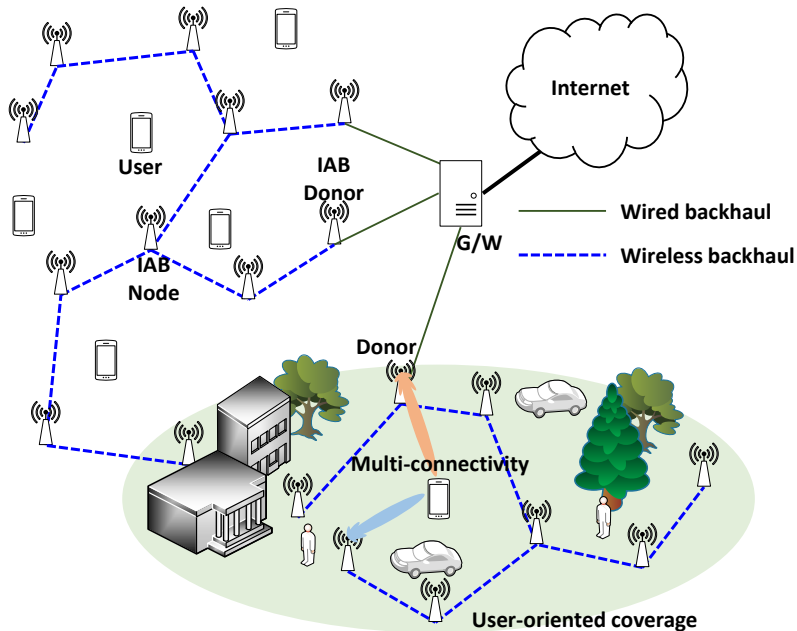 Internet
User
IAB
Donor
Wired backhaul
G/W
Wireless backhaul
IAB
Node
Donor
Multi-connectivity
User-oriented coverage